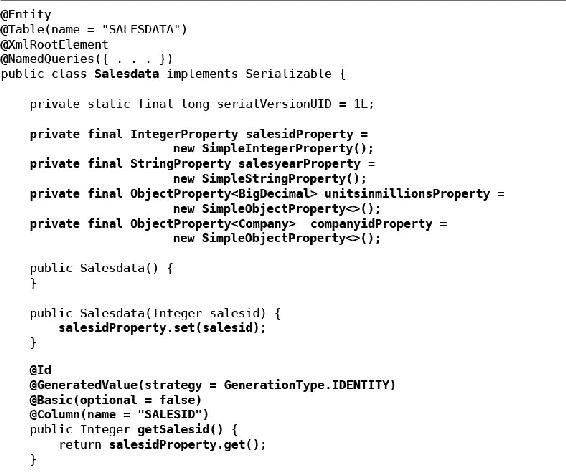 @Entity
@Table(name = "SALESDATA")
@XmlRootElement
@NamedQueries({ . . . })
public class Salesdata implements Serializable {
    private static final long serialVersionUID = 1L;
    private final IntegerProperty salesidProperty =
                    new SimpleIntegerProperty();
    private final StringProperty salesyearProperty =
                    new SimpleStringProperty();
    private final ObjectProperty<BigDecimal> unitsinmillionsProperty =
                    new SimpleObjectProperty<>();
    private final ObjectProperty<Company>  companyidProperty =
                    new SimpleObjectProperty<>();
    public Salesdata() {
    }
    public Salesdata(Integer salesid) {
        salesidProperty.set(salesid);
    }
    @Id
    @GeneratedValue(strategy = GenerationType.IDENTITY)
    @Basic(optional = false)
    @Column(name = "SALESID")
    public Integer getSalesid() {
        return salesidProperty.get();
    }